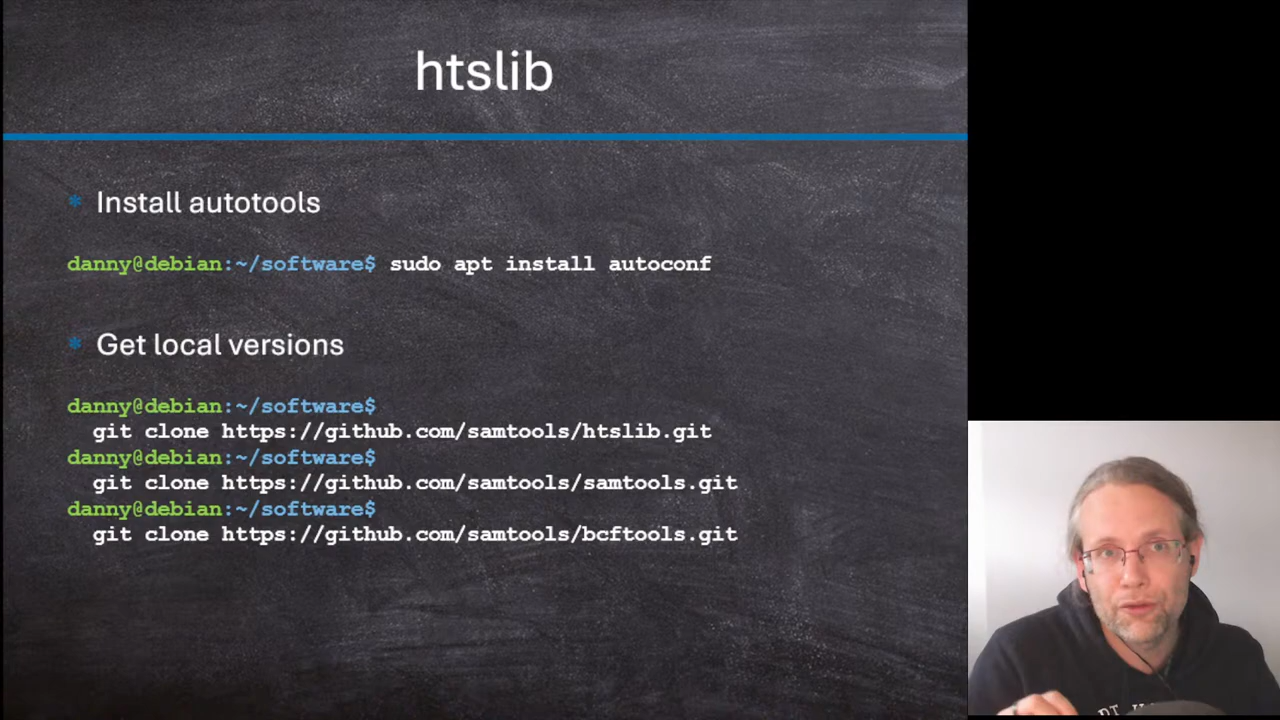 htslib
* Install autotools
danny@debian:~/software$ sudo apt install autoconf
* Get local versions
danny@debian:~/software$
git clone https://github.com/samtools/htslib.git
danny@debian:~/software$
git clone https://github.com/samtools/samtools.git
danny@debian:~/software$
git clone https://github.com/samtools/bcftools.git